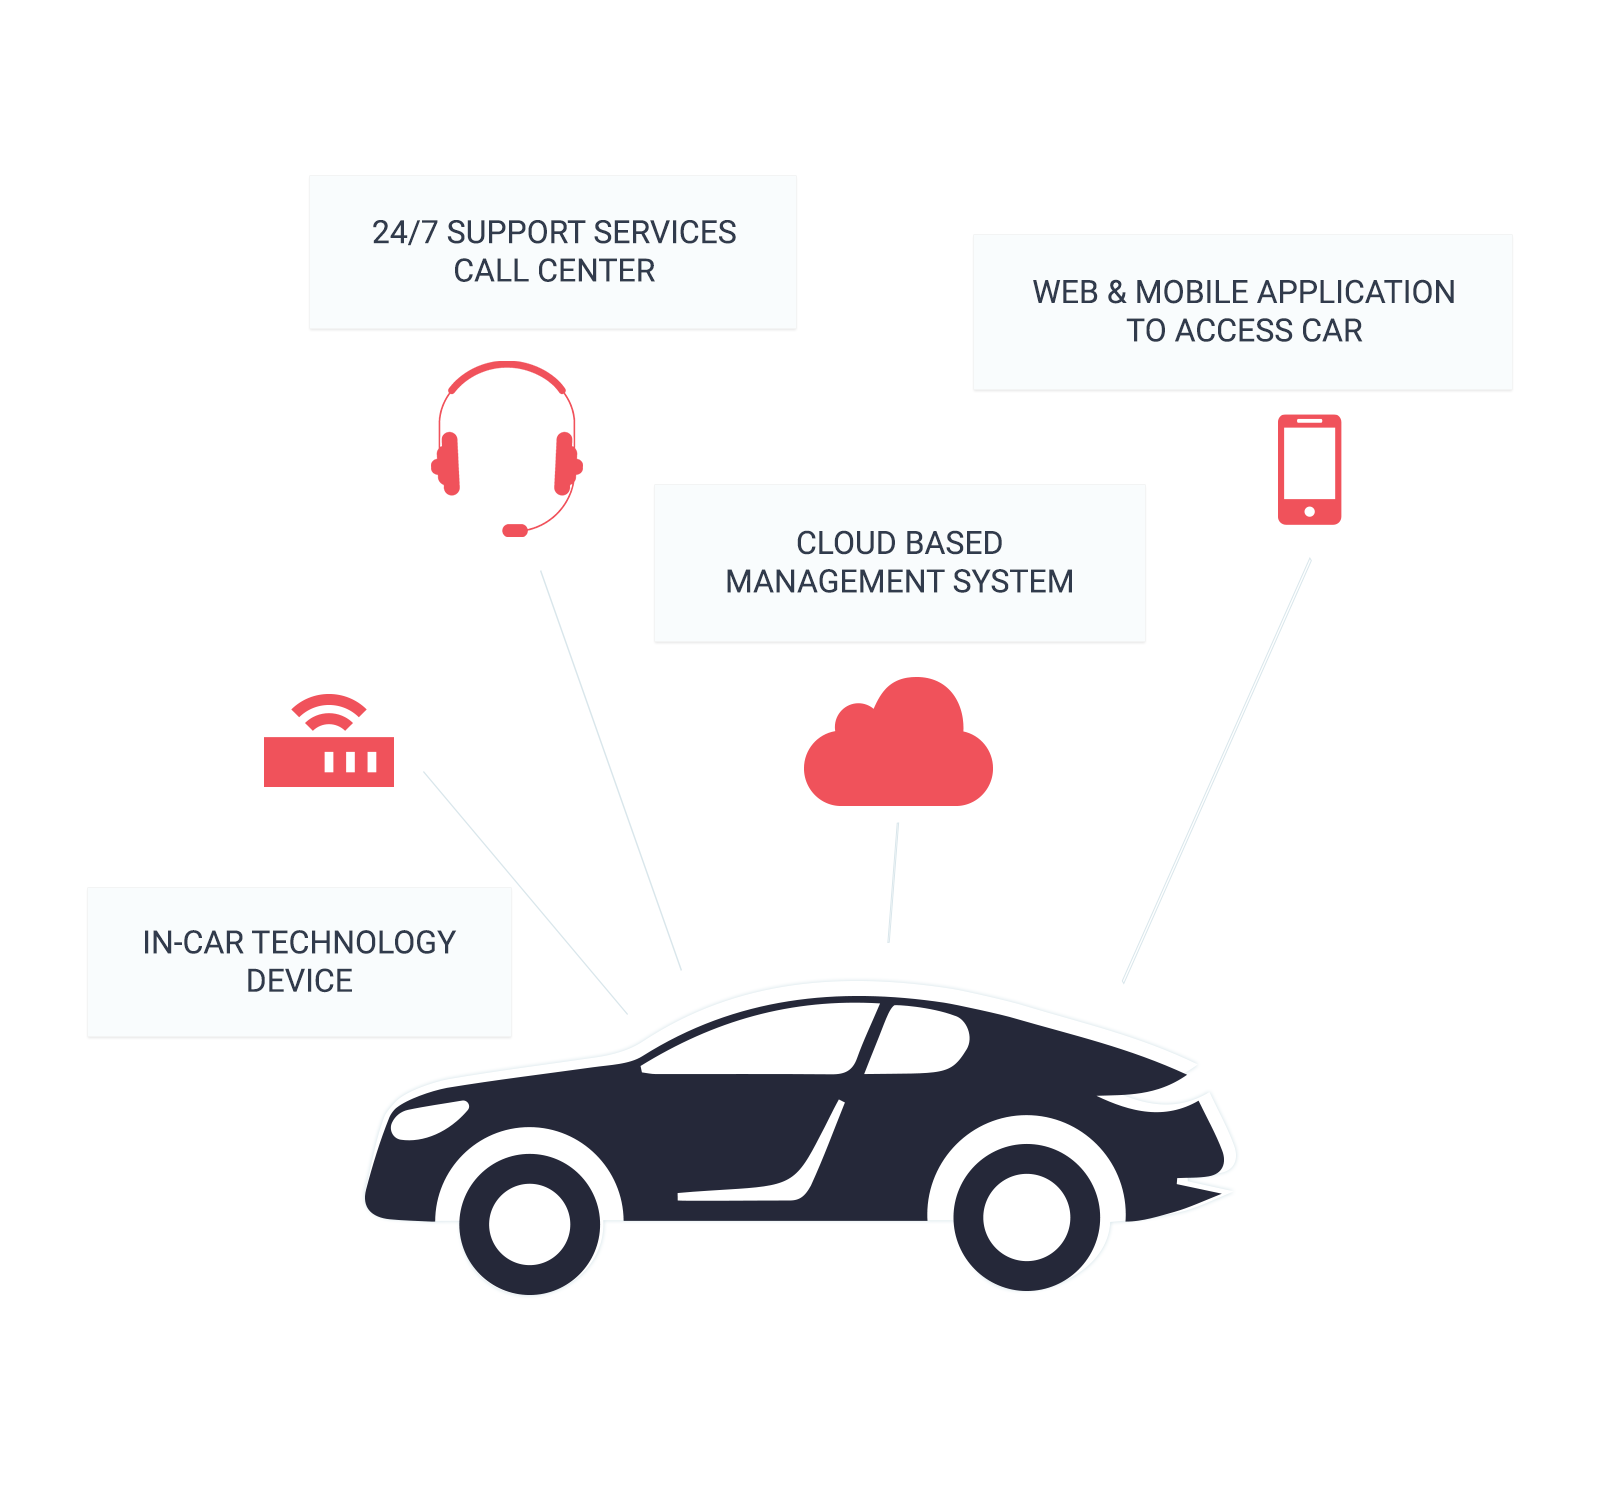 24/7 SUPPORT SERVICES
CALL CENTER
WEB & MOBILE APPLICATION
TO ACCESS CAR
CLOUD BASED
MANAGEMENT SYSTEM
IN-CAR TECHNOLOGY
DEVICE